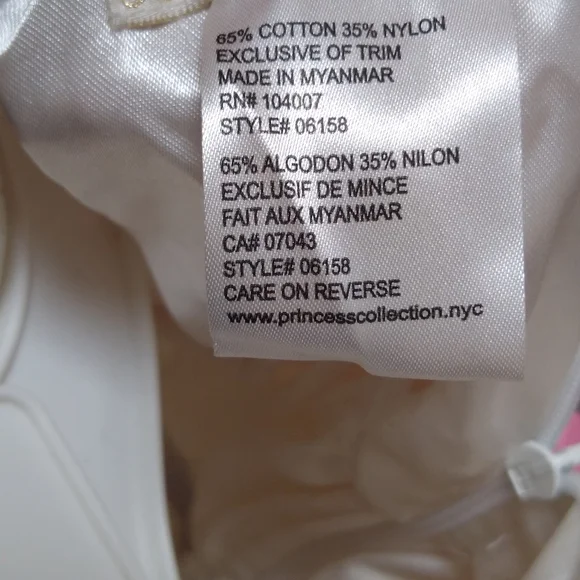 65% COTTON 35% NYLON
EXCLUSIVE OF TRIM
MADE IN MYANMAR
RN# 104007
STYLE# 06158
65% ALGODON 35% NILON
EXCLUSIF DE MINCE
FAIT AUX MYANMAR
CA# 07043
STYLE# 06158
CARE ON REVERSE
www.princesscollection.nyc